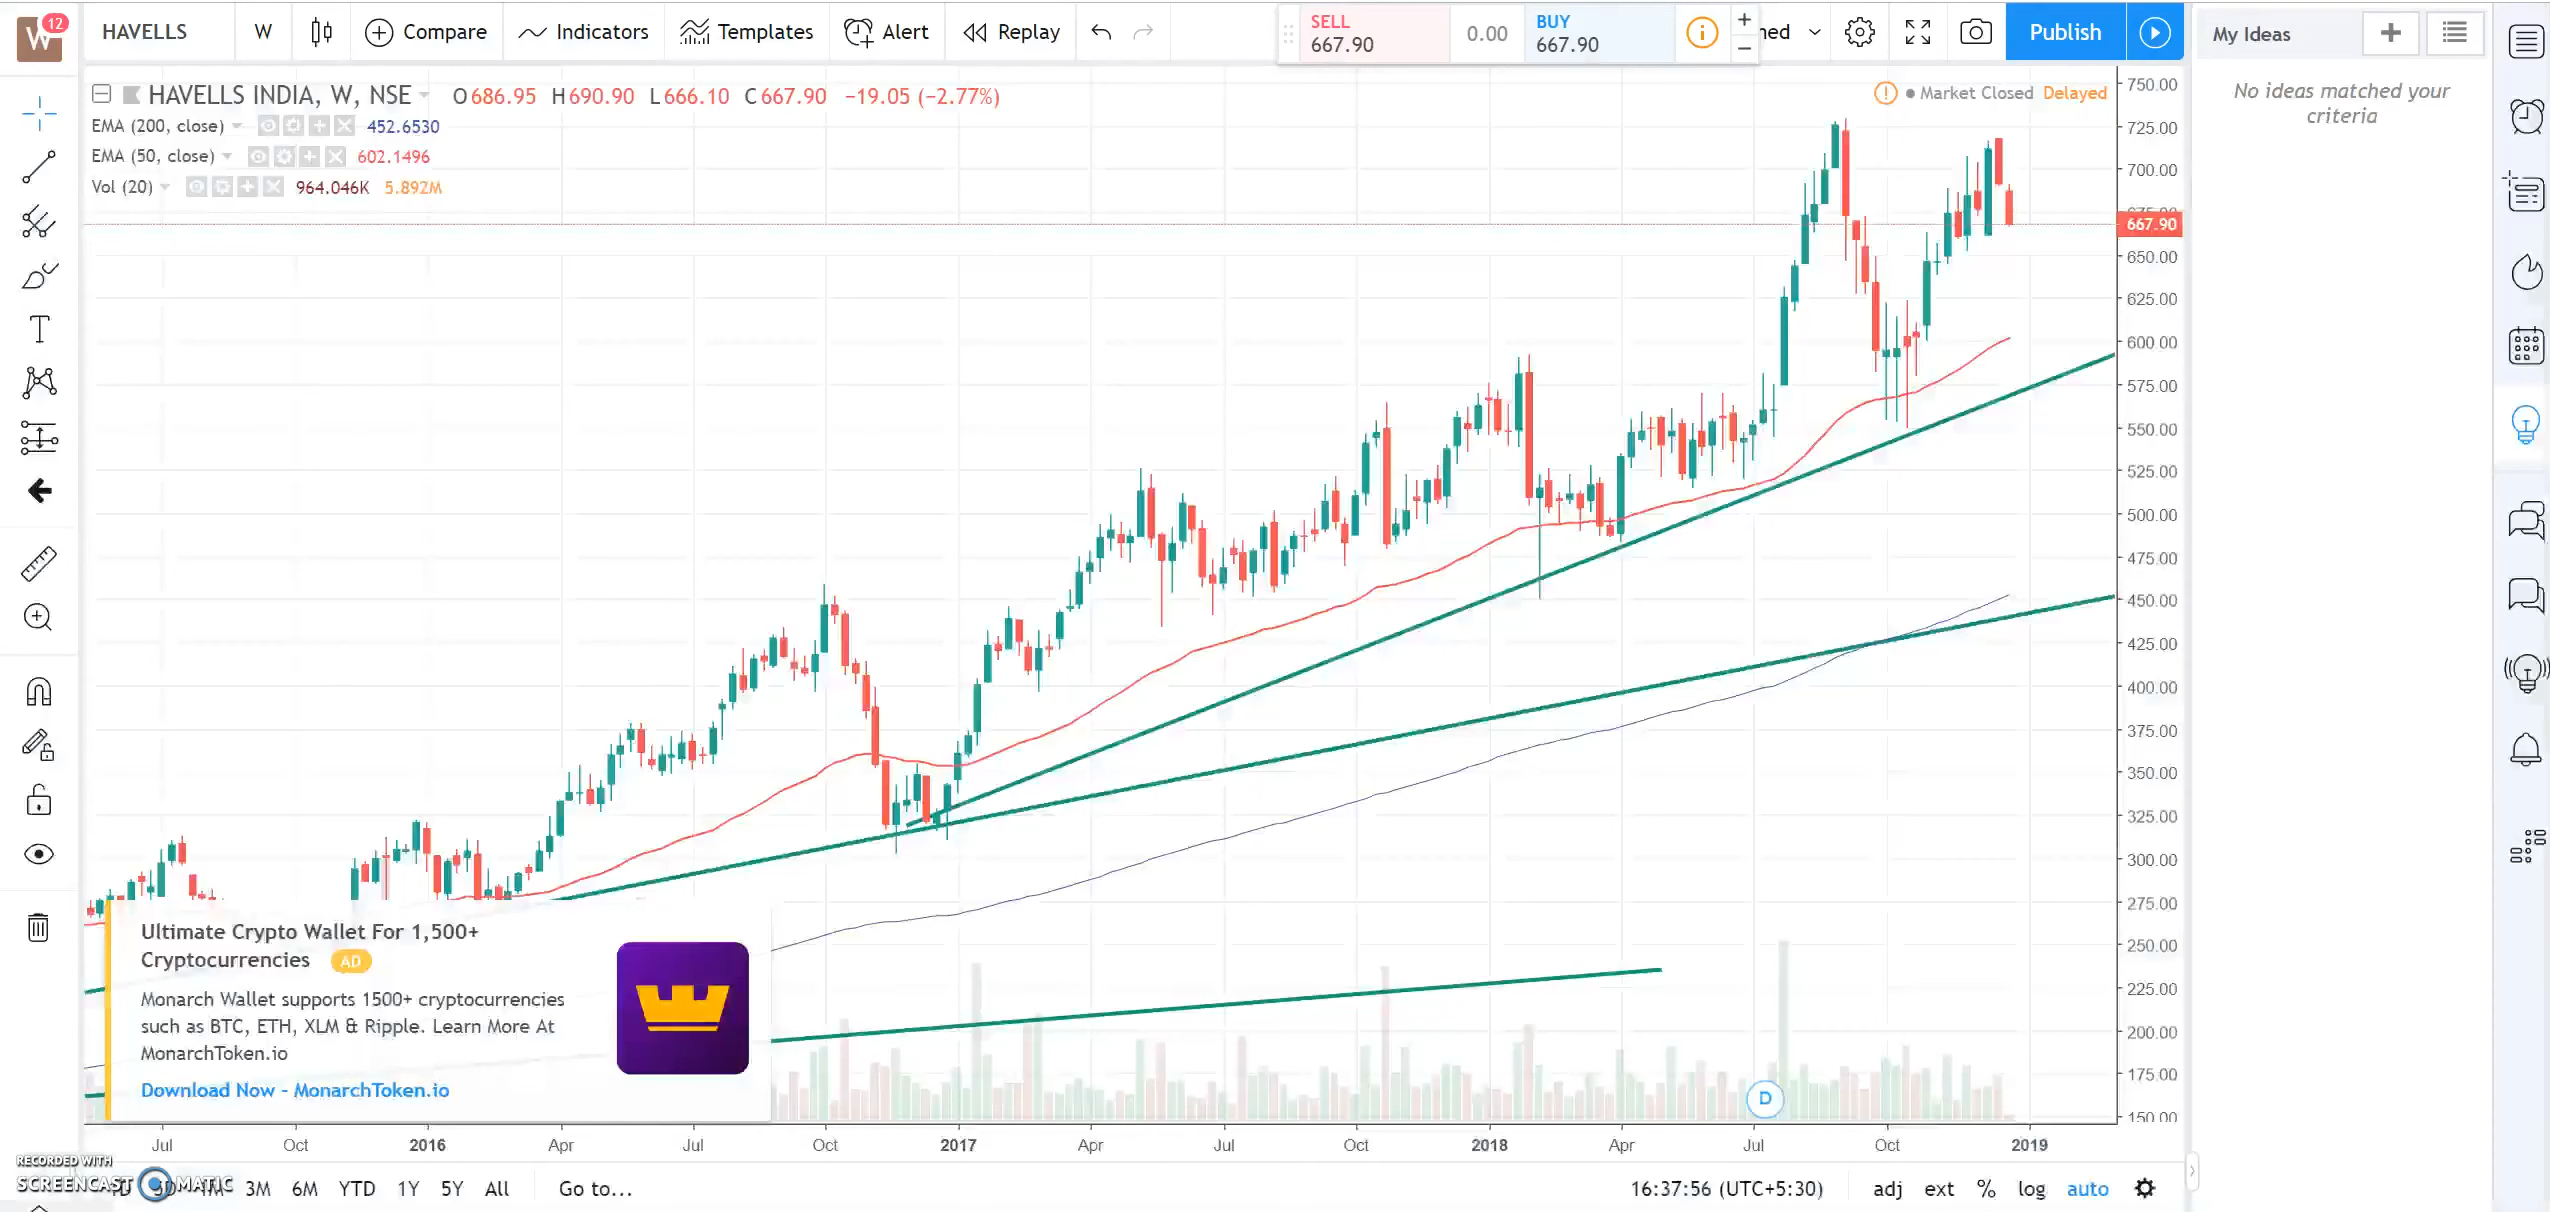 W 12 HAVELLS W Compare Indicators Templates Alert Replay SELL 667.90 0.00 BUY 667.90 + − ned Publish My Ideas
HAVELLS INDIA, W, NSE O686.95 H690.90 L666.10 C667.90 −19.05 (−2.77%) Market Closed Delayed
EMA (200, close) 452.6530
EMA (50, close) 602.1496
Vol (20) 964.046K 5.892M
No ideas matched your
criteria
750.00
725.00
700.00
675.00
667.90
650.00
625.00
600.00
575.00
550.00
525.00
500.00
475.00
450.00
425.00
400.00
375.00
350.00
325.00
300.00
275.00
250.00
225.00
200.00
175.00
150.00
Ultimate Crypto Wallet For 1,500+
Cryptocurrencies AD
Monarch Wallet supports 1500+ cryptocurrencies
such as BTC, ETH, XLM & Ripple. Learn More At
MonarchToken.io
Download Now - MonarchToken.io
D
Jul Oct 2016 Apr Jul Oct 2017 Apr Jul Oct 2018 Apr Jul Oct 2019
RECORDED WITH
SCREENCAST MATIC
3M 6M YTD 1Y 5Y All Go to... 16:37:56 (UTC+5:30) adj ext % log auto